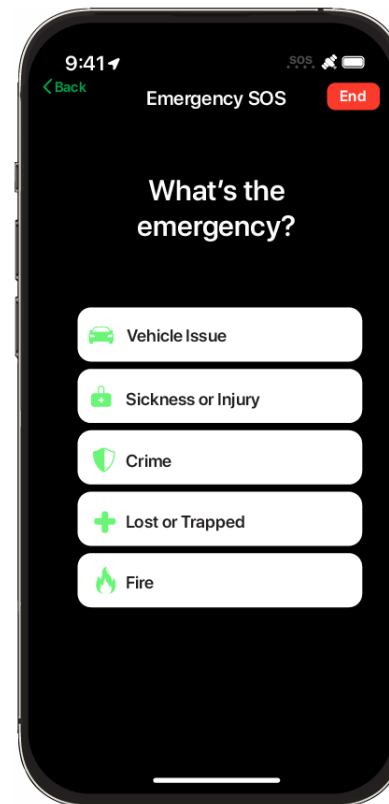 9:41
SOS
Back
Emergency SOS
End
What's the
emergency?
Vehicle Issue
Sickness or Injury
Crime
Lost or Trapped
Fire